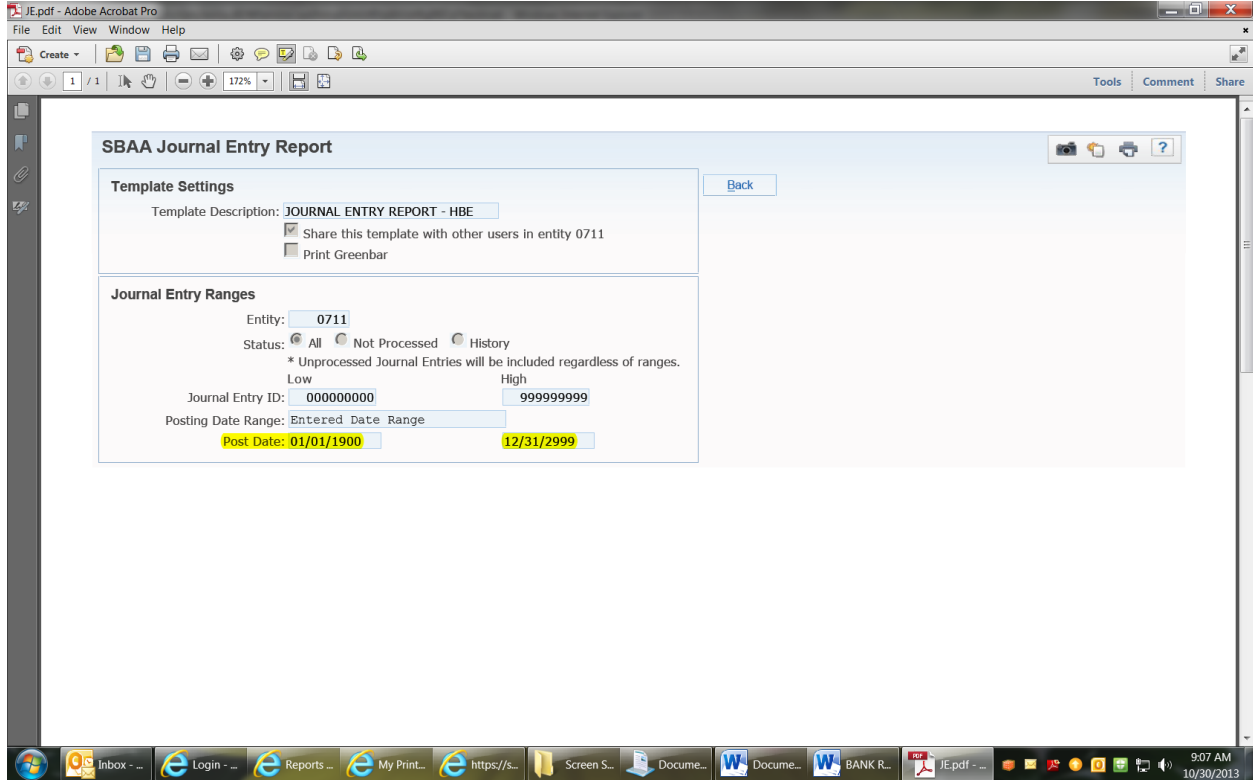 JE.pdf - Adobe Acrobat Pro
File Edit View Window Help
Create
1 / 1 172% Tools Comment Share
SBAA Journal Entry Report
?
Template Settings
Back
Template Description: JOURNAL ENTRY REPORT - HBE
Share this template with other users in entity 0711
Print Greenbar
Journal Entry Ranges
Entity: 0711
Status: All Not Processed History
* Unprocessed Journal Entries will be included regardless of ranges.
Low High
Journal Entry ID: 000000000 999999999
Posting Date Range: Entered Date Range
Post Date: 01/01/1900 12/31/2999
Inbox - ... Login - ... Reports ... My Print... https://s... Screen S... Docume... Docume... BANK R... JE.pdf - ... 9:07 AM
10/30/2013